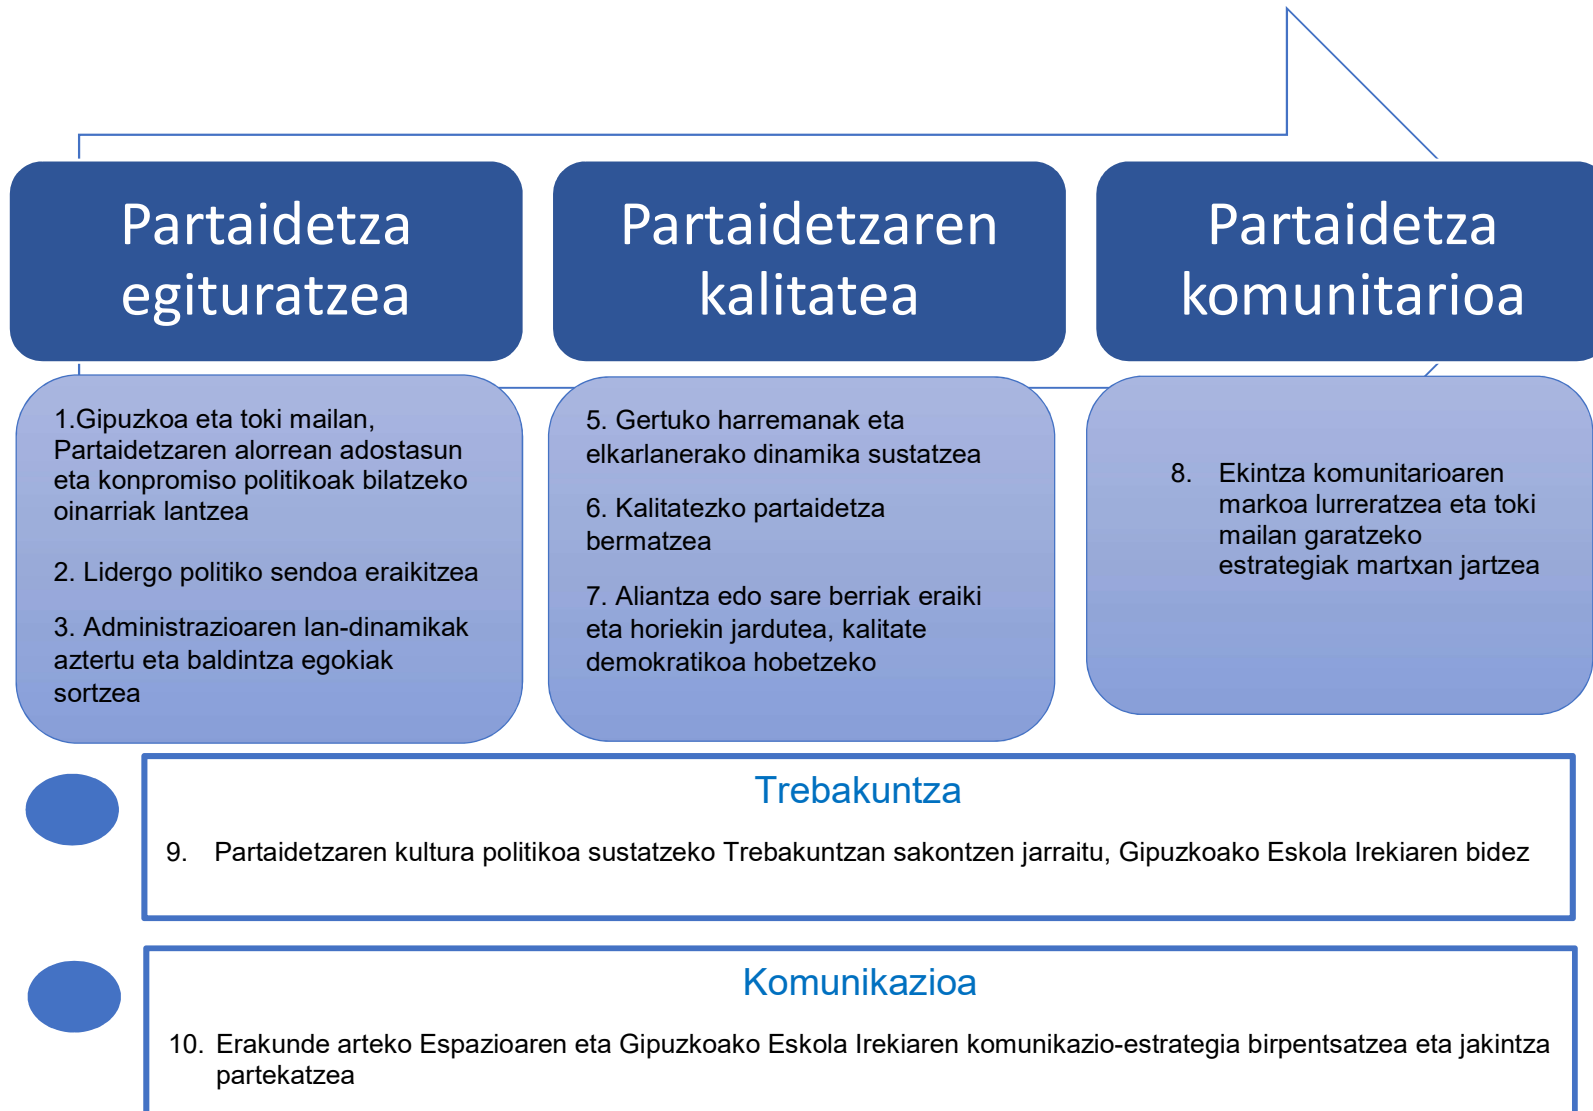 Partaidetza
egituratzea
Partaidetzaren
kalitatea
Partaidetza
komunitarioa
1.Gipuzkoa eta toki mailan,
Partaidetzaren alorrean adostasun
eta konpromiso politikoak bilatzeko
oinarriak lantzea
2. Lidergo politiko sendoa eraikitzea
3. Administrazioaren lan-dinamikak
aztertu eta baldintza egokiak
sortzea
5. Gertuko harremanak eta
elkarlanerako dinamika sustatzea
6. Kalitatezko partaidetza
bermatzea
7. Aliantza edo sare berriak eraiki
eta horiekin jardutea, kalitate
demokratikoa hobetzeko
8. Ekintza komunitarioaren
markoa lurreratzea eta toki
mailan garatzeko
estrategiak martxan jartzea
Trebakuntza
9. Partaidetzaren kultura politikoa sustatzeko Trebakuntzan sakontzen jarraitu, Gipuzkoako Eskola Irekiaren bidez
Komunikazioa
10. Erakunde arteko Espazioaren eta Gipuzkoako Eskola Irekiaren komunikazio-estrategia birpentsatzea eta jakintza
partekatzea